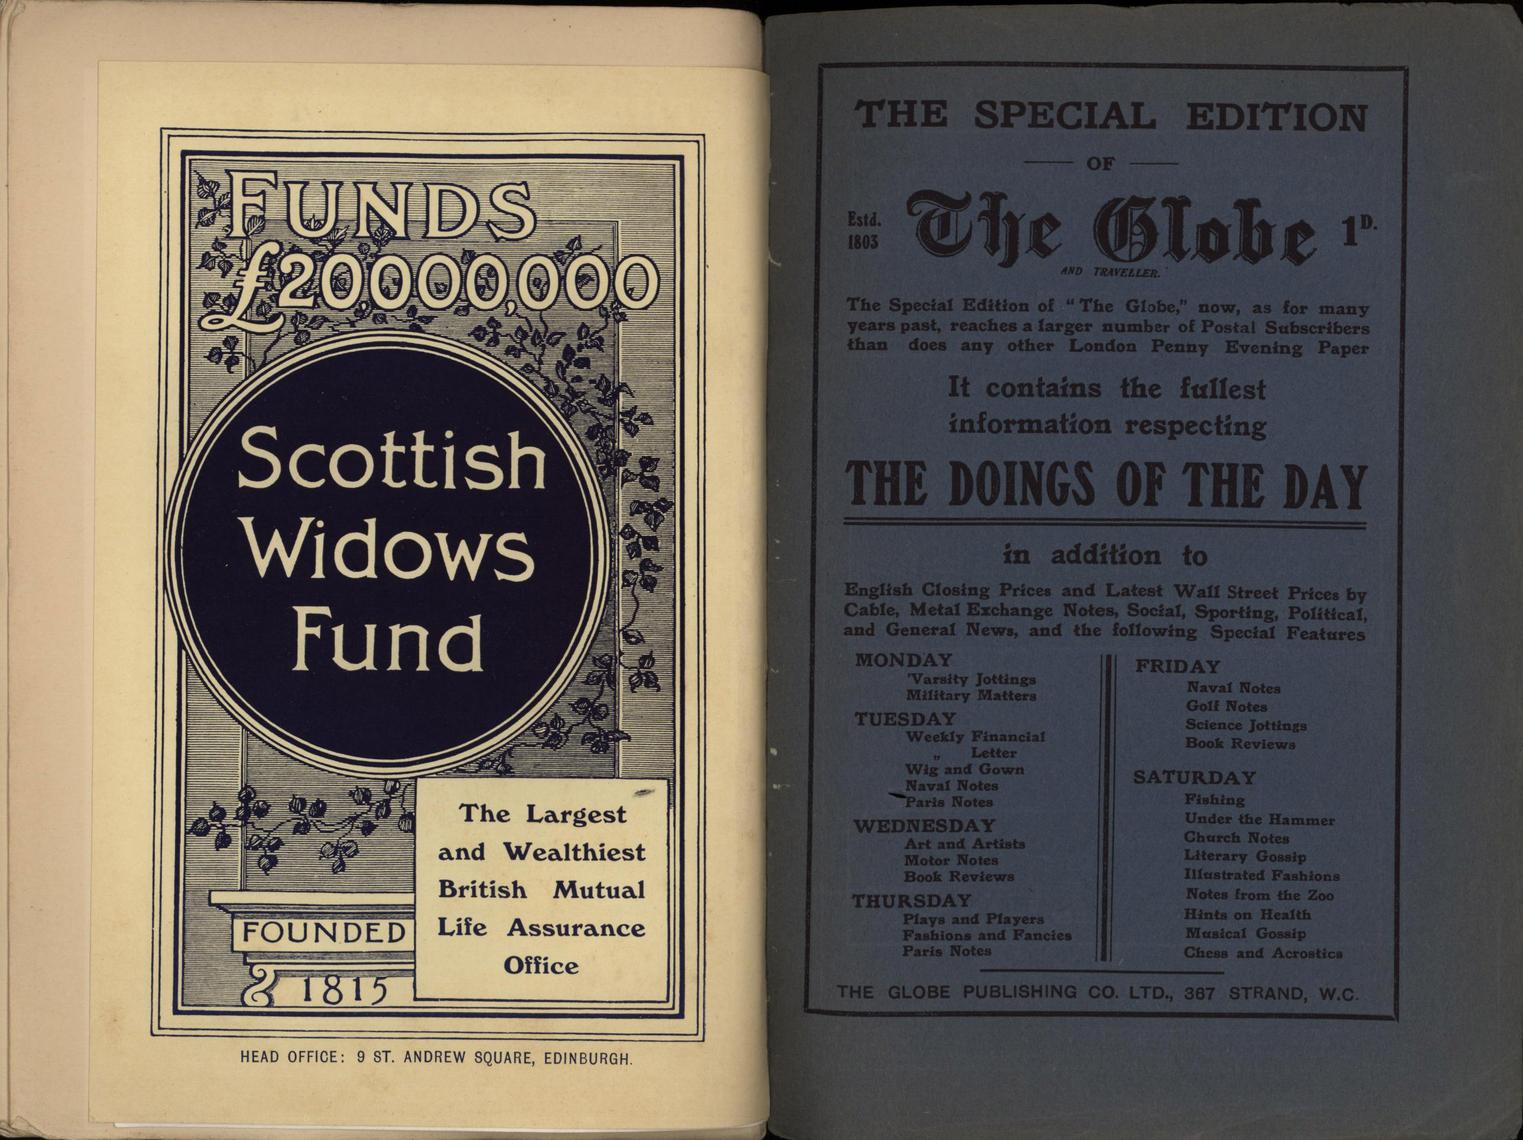 FUNDS
£20,000,000
Scottish
Widows
Fund
The Largest
and Wealthiest
British Mutual
Life Assurance
Office
FOUNDED
1815
HEAD OFFICE: 9 ST. ANDREW SQUARE, EDINBURGH.
THE SPECIAL EDITION
OF
Estd. 1803 The Globe 1D.
AND TRAVELLER.
The Special Edition of "The Globe," now, as for many
years past, reaches a larger number of Postal Subscribers
than does any other London Penny Evening Paper
It contains the fullest
information respecting
THE DOINGS OF THE DAY
in addition to
English Closing Prices and Latest Wall Street Prices by
Cable, Metal Exchange Notes, Social, Sporting, Political,
and General News, and the following Special Features
MONDAY
'Varsity Jottings
Military Matters
TUESDAY
Weekly Financial
„ Letter
Wig and Gown
Naval Notes
Paris Notes
WEDNESDAY
Art and Artists
Motor Notes
Book Reviews
THURSDAY
Plays and Players
Fashions and Fancies
Paris Notes
FRIDAY
Naval Notes
Golf Notes
Science Jottings
Book Reviews
SATURDAY
Fishing
Under the Hammer
Church Notes
Literary Gossip
Illustrated Fashions
Notes from the Zoo
Hints on Health
Musical Gossip
Chess and Acrostics
THE GLOBE PUBLISHING CO. LTD., 367 STRAND, W.C.